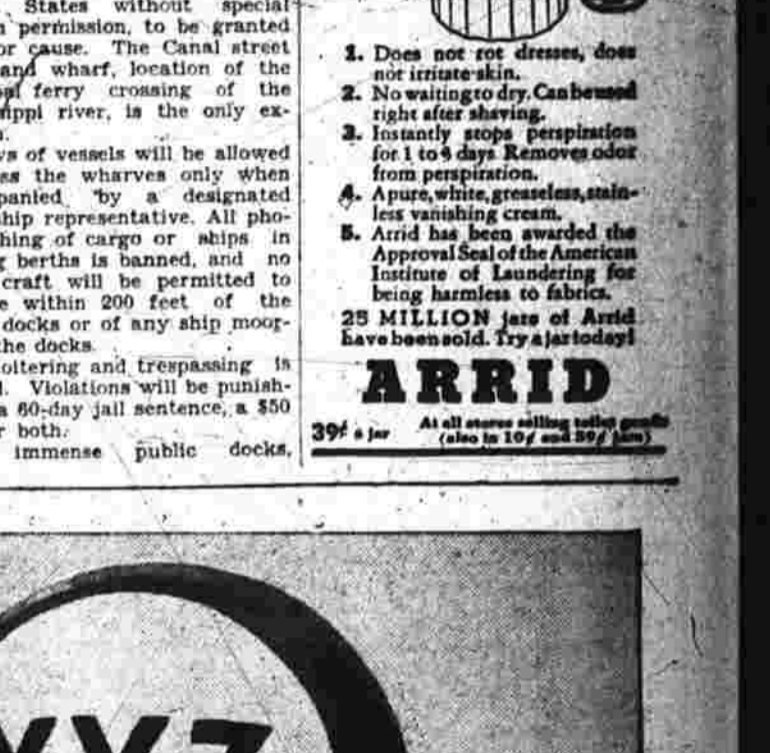 States without special
permission, to be granted
or cause. The Canal street
and wharf, location of the
ferry crossing of the
sippi river, is the only ex-
ws of vessels will be allowed
ss the wharves only when
panied by a designated
ship representative. All pho-
hing of cargo or ships in
g berths is banned, and no
craft will be permitted to
e within 200 feet of the
docks or of any ship moor-
the docks.
oitering and trespassing is
d. Violations will be punish-
a 60-day jail sentence, a $50
r both.
immense public docks,
1. Does not rot dresses, does
not irritate skin.
2. No waiting to dry. Can be used
right after shaving.
3. Instantly stops perspiration
for 1 to days. Removes odor
from perspiration.
4. A pure, white, greaseless, stain-
less vanishing cream.
5. Arrid has been awarded the
Approval Seal of the American
Institute of Laundering for
being harmless to fabrics.
25 MILLION jars of Arrid
have been sold. Try a jar today!
ARRID
39¢ a jar
At all stores selling toilet goods
(also in 10¢ and 59¢ jars)
XYZ